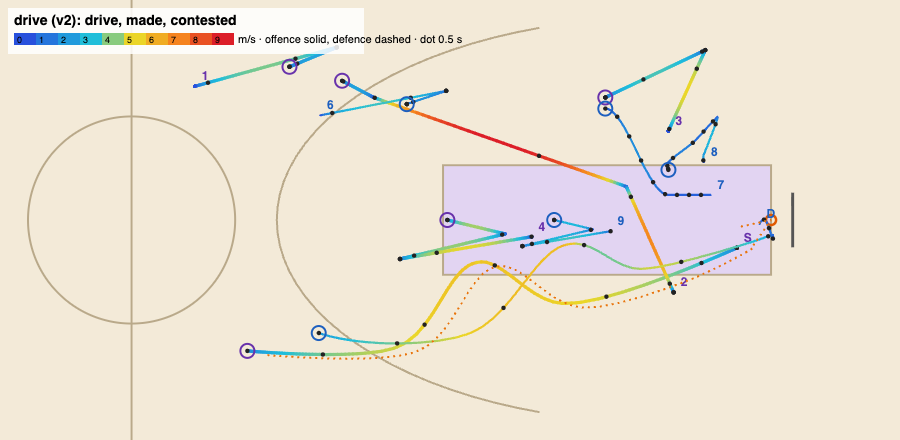 drive (v2): drive, made, contested
0 1 2 3 4 5 6 7 8 9 m/s · offence solid, defence dashed · dot 0.5 s
1
6
3
8
7
D
4
9
S
2